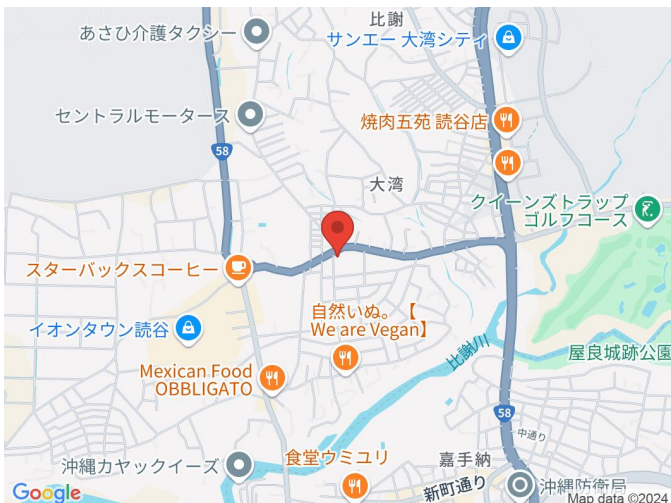 比謝
あさひ介護タクシー
サンエー 大湾シティ
セントラルモータース
焼肉五苑 読谷店
58
大湾
クイーンズトラップ
ゴルフコース
スターバックスコーヒー
自然いぬ。【
We are Vegan】
イオンタウン読谷
比謝川
屋良城跡公園
Mexican Food
OBBLIGATO
58
中通り
嘉手納
沖縄カヤックイーズ
食堂ウミユリ
新町通り
沖縄防衛局
Google
Map data ©2024